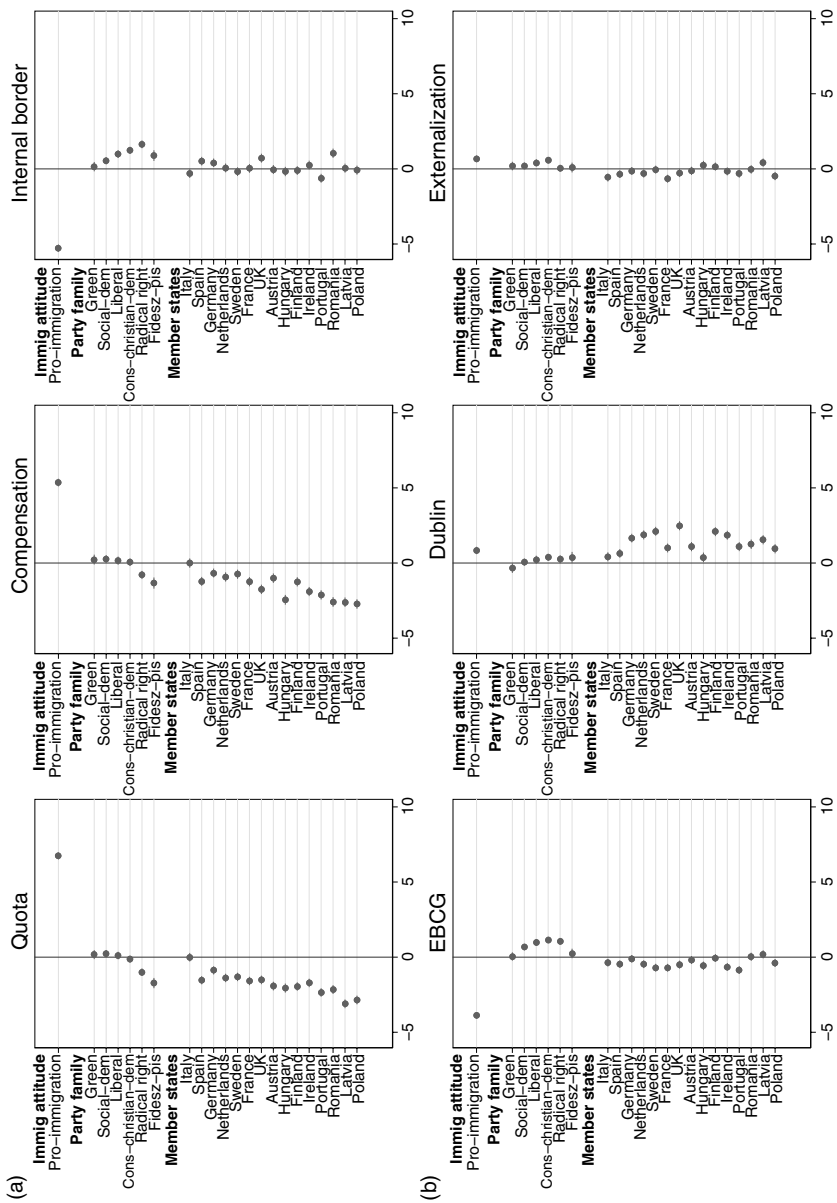 (a)
Quota
Immig attitude
Pro−immigration
Party family
Green
Social−dem
Liberal
Cons−christian−dem
Radical right
Fidesz−pis
Member states
Italy
Spain
Germany
Netherlands
Sweden
France
UK
Austria
Hungary
Finland
Ireland
Portugal
Romania
Latvia
Poland
−5 0 5 10
Compensation
Immig attitude
Pro−immigration
Party family
Green
Social−dem
Liberal
Cons−christian−dem
Radical right
Fidesz−pis
Member states
Italy
Spain
Germany
Netherlands
Sweden
France
UK
Austria
Hungary
Finland
Ireland
Portugal
Romania
Latvia
Poland
−5 0 5 10
Internal border
Immig attitude
Pro−immigration
Party family
Green
Social−dem
Liberal
Cons−christian−dem
Radical right
Fidesz−pis
Member states
Italy
Spain
Germany
Netherlands
Sweden
France
UK
Austria
Hungary
Finland
Ireland
Portugal
Romania
Latvia
Poland
−5 0 5 10
(b)
EBCG
Immig attitude
Pro−immigration
Party family
Green
Social−dem
Liberal
Cons−christian−dem
Radical right
Fidesz−pis
Member states
Italy
Spain
Germany
Netherlands
Sweden
France
UK
Austria
Hungary
Finland
Ireland
Portugal
Romania
Latvia
Poland
−5 0 5 10
Dublin
Immig attitude
Pro−immigration
Party family
Green
Social−dem
Liberal
Cons−christian−dem
Radical right
Fidesz−pis
Member states
Italy
Spain
Germany
Netherlands
Sweden
France
UK
Austria
Hungary
Finland
Ireland
Portugal
Romania
Latvia
Poland
−5 0 5 10
Externalization
Immig attitude
Pro−immigration
Party family
Green
Social−dem
Liberal
Cons−christian−dem
Radical right
Fidesz−pis
Member states
Italy
Spain
Germany
Netherlands
Sweden
France
UK
Austria
Hungary
Finland
Ireland
Portugal
Romania
Latvia
Poland
−5 0 5 10